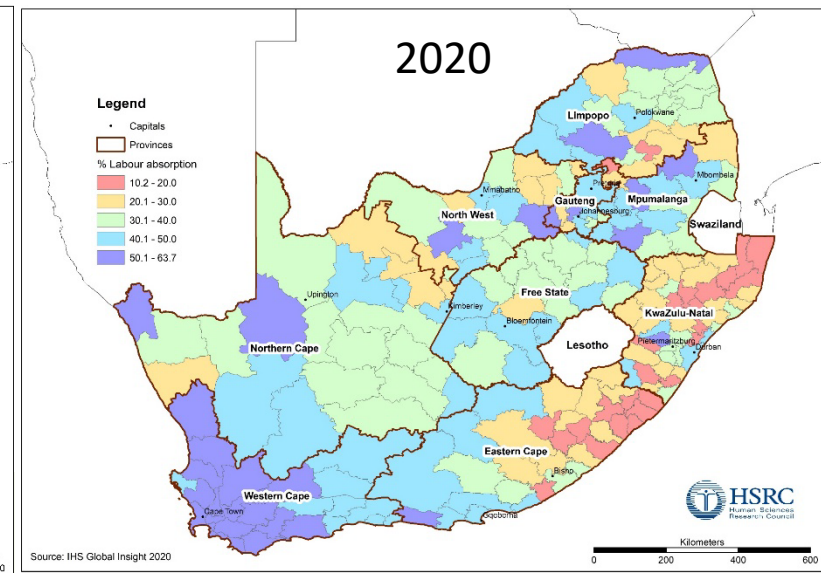 2020
Legend
Capitals
Provinces
% Labour absorption
10.2 - 20.0
20.1 - 30.0
30.1 - 40.0
40.1 - 50.0
50.1 - 63.7
Limpopo
Polokwane
Mmabatho
North West
Gauteng
Johannesburg
Mpumalanga
Mbombela
Swaziland
Upington
Northern Cape
Kimberley
Free State
Bloemfontein
Lesotho
KwaZulu-Natal
Pietermaritzburg
Durban
Eastern Cape
Bisho
Gqeberha
Western Cape
Cape Town
HSRC
Human Sciences
Research Council
Source: IHS Global Insight 2020
Kilometers
0 200 400 600